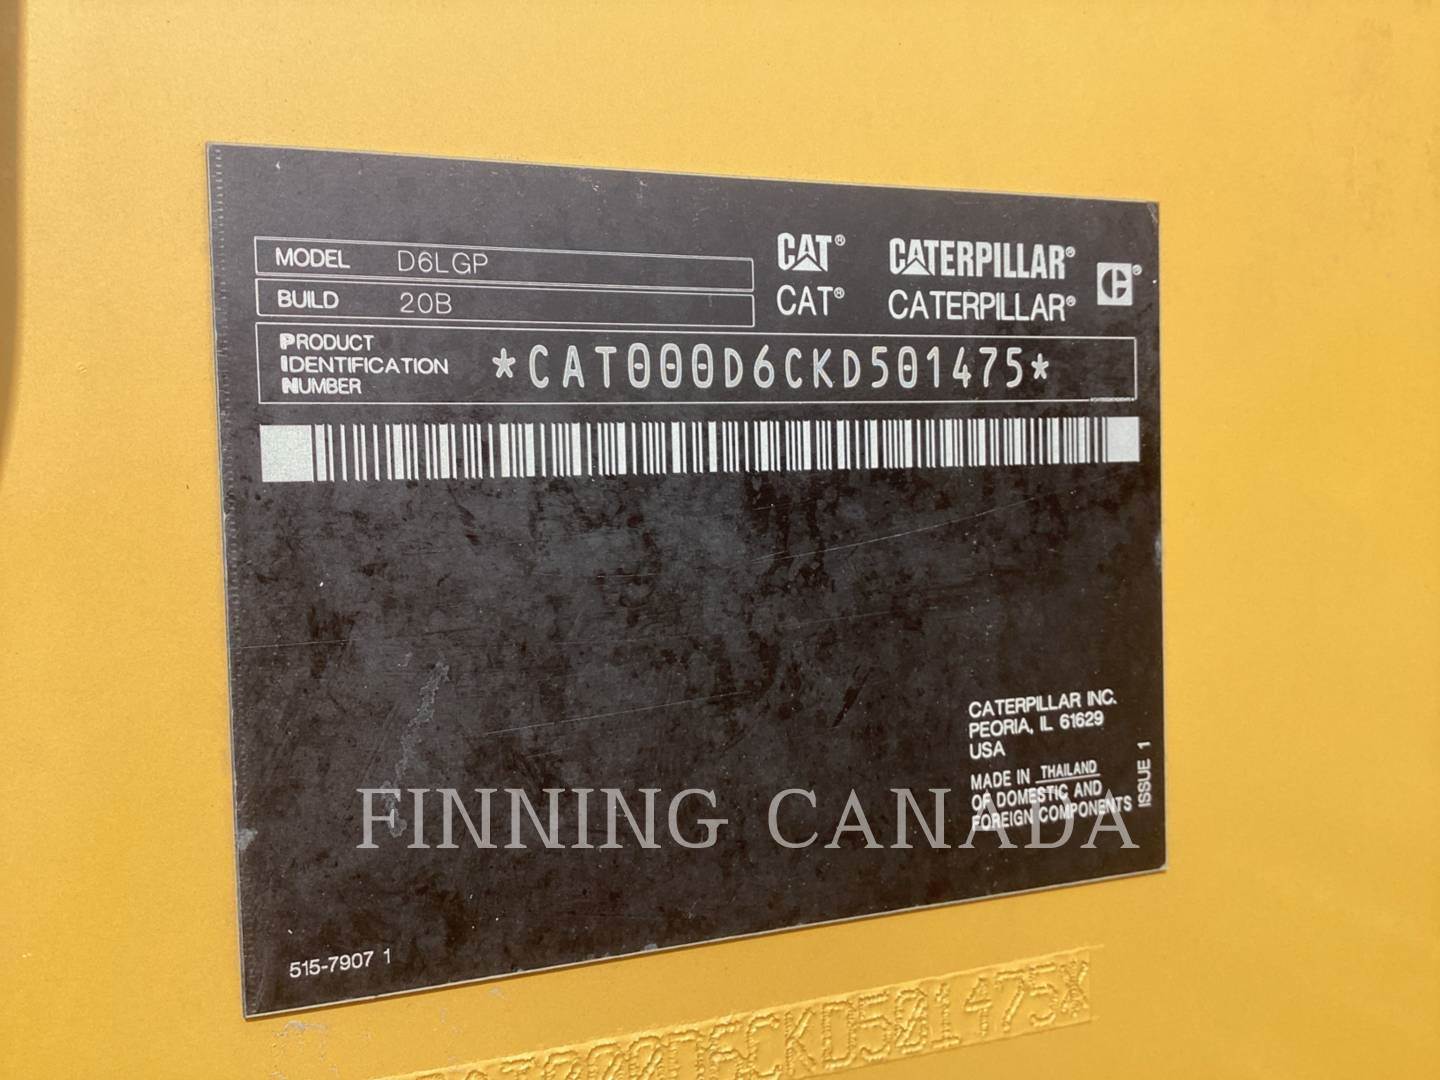 MODEL D6LGP
BUILD 20B
CAT® CATERPILLAR®
CAT® CATERPILLAR®
C®
PRODUCT
IDENTIFICATION
NUMBER
*CAT000D6CKD501475*
CATERPILLAR INC.
PEORIA, IL 61629
USA
MADE IN THAILAND
OF DOMESTIC AND
FOREIGN COMPONENTS
ISSUE 1
FINNING CANADA
515-7907 1
CAT000D6CKD501475*